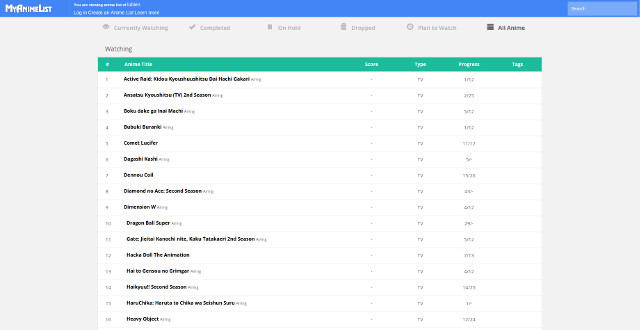 MYANIMELIST
You are viewing anime list of
Log in Create an Anime List Learn more
Search
Currently Watching
Completed
On Hold
Dropped
Plan to Watch
All Anime
Watching
# Anime Title Score Type Progress Tags
1 Active Raid: Kidou Kyoushuushitsu Dai Hachi Gakari Airing - TV 1/12
2 Ansatsu Kyoushitsu (TV) 2nd Season Airing - TV 2/25
3 Boku dake ga Inai Machi Airing - TV 5/12
4 Bubuki Buranki Airing - TV 1/12
5 Comet Lucifer - TV 11/12
6 Dagashi Kashi Airing - TV
7 Dennou Coil - TV 15/26
8 Diamond no Ace: Second Season Airing - TV
9 Dimension W Airing - TV 4/12
10 Dragon Ball Super Airing - TV 29/-
11 Gate: Jieitai Kanochi nite, Kaku Tatakaeri 2nd Season Airing - TV 5/12
12 Hacka Doll The Animation - TV 7/13
13 Hai to Gensou no Grimgar Airing - TV 4/12
14 Haikyuu!! Second Season Airing - TV 14/25
15 HaruChika: Haruta to Chika wa Seishun Suru Airing - TV 1/-
16 Heavy Object Airing - TV 12/24